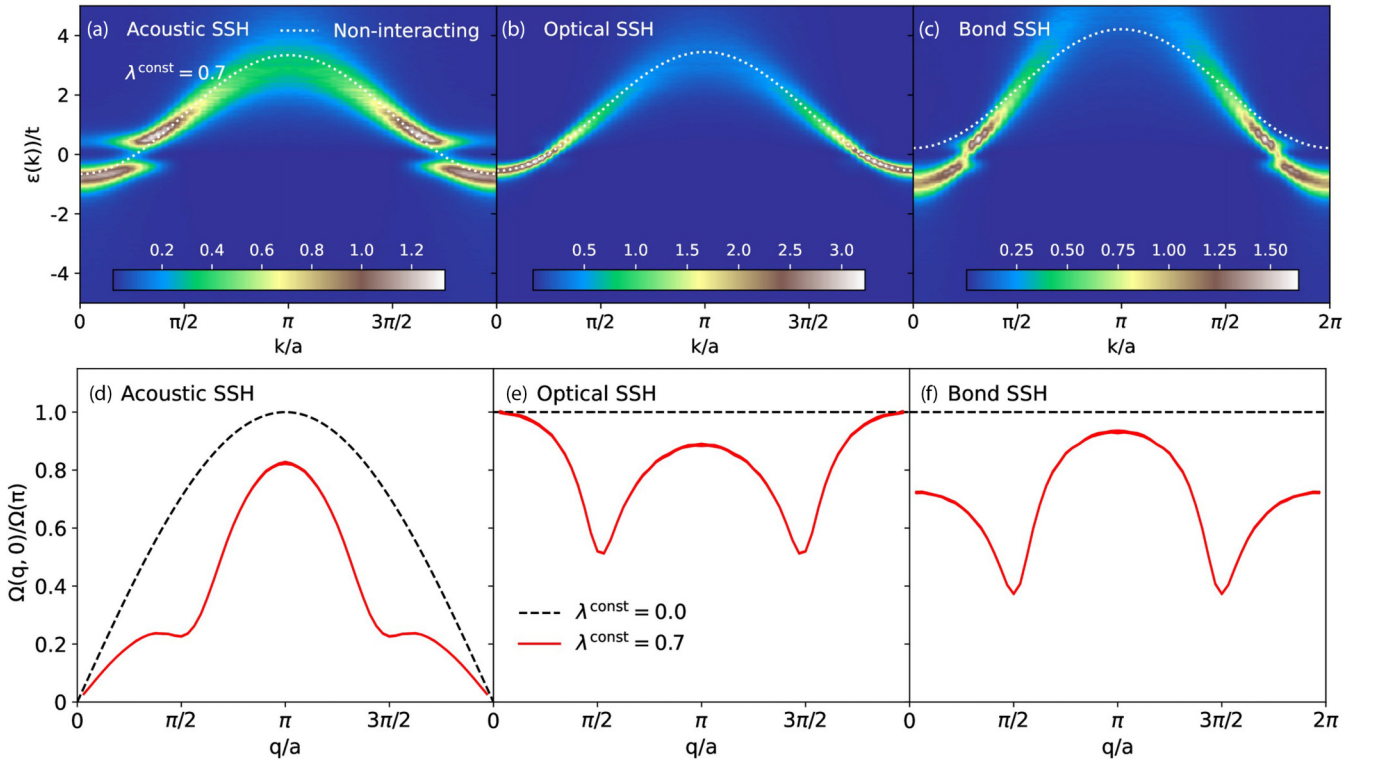 (a) Acoustic SSH Non-interacting
λ^const = 0.7
(b) Optical SSH
(c) Bond SSH
ε(k))/t
4
2
0
-2
-4
0.2 0.4 0.6 0.8 1.0 1.2
0.5 1.0 1.5 2.0 2.5 3.0
0.25 0.50 0.75 1.00 1.25 1.50
0 π/2 π 3π/2 0 π/2 π 3π/2 0 π/2 π π/2 2π
k/a k/a k/a
(d) Acoustic SSH
(e) Optical SSH
(f) Bond SSH
Ω(q, 0)/Ω(π)
1.0
0.8
0.6
0.4
0.2
0
λ^const = 0.0
λ^const = 0.7
0 π/2 π 3π/2 0 π/2 π 3π/2 0 π/2 π 3π/2 2π
q/a q/a q/a